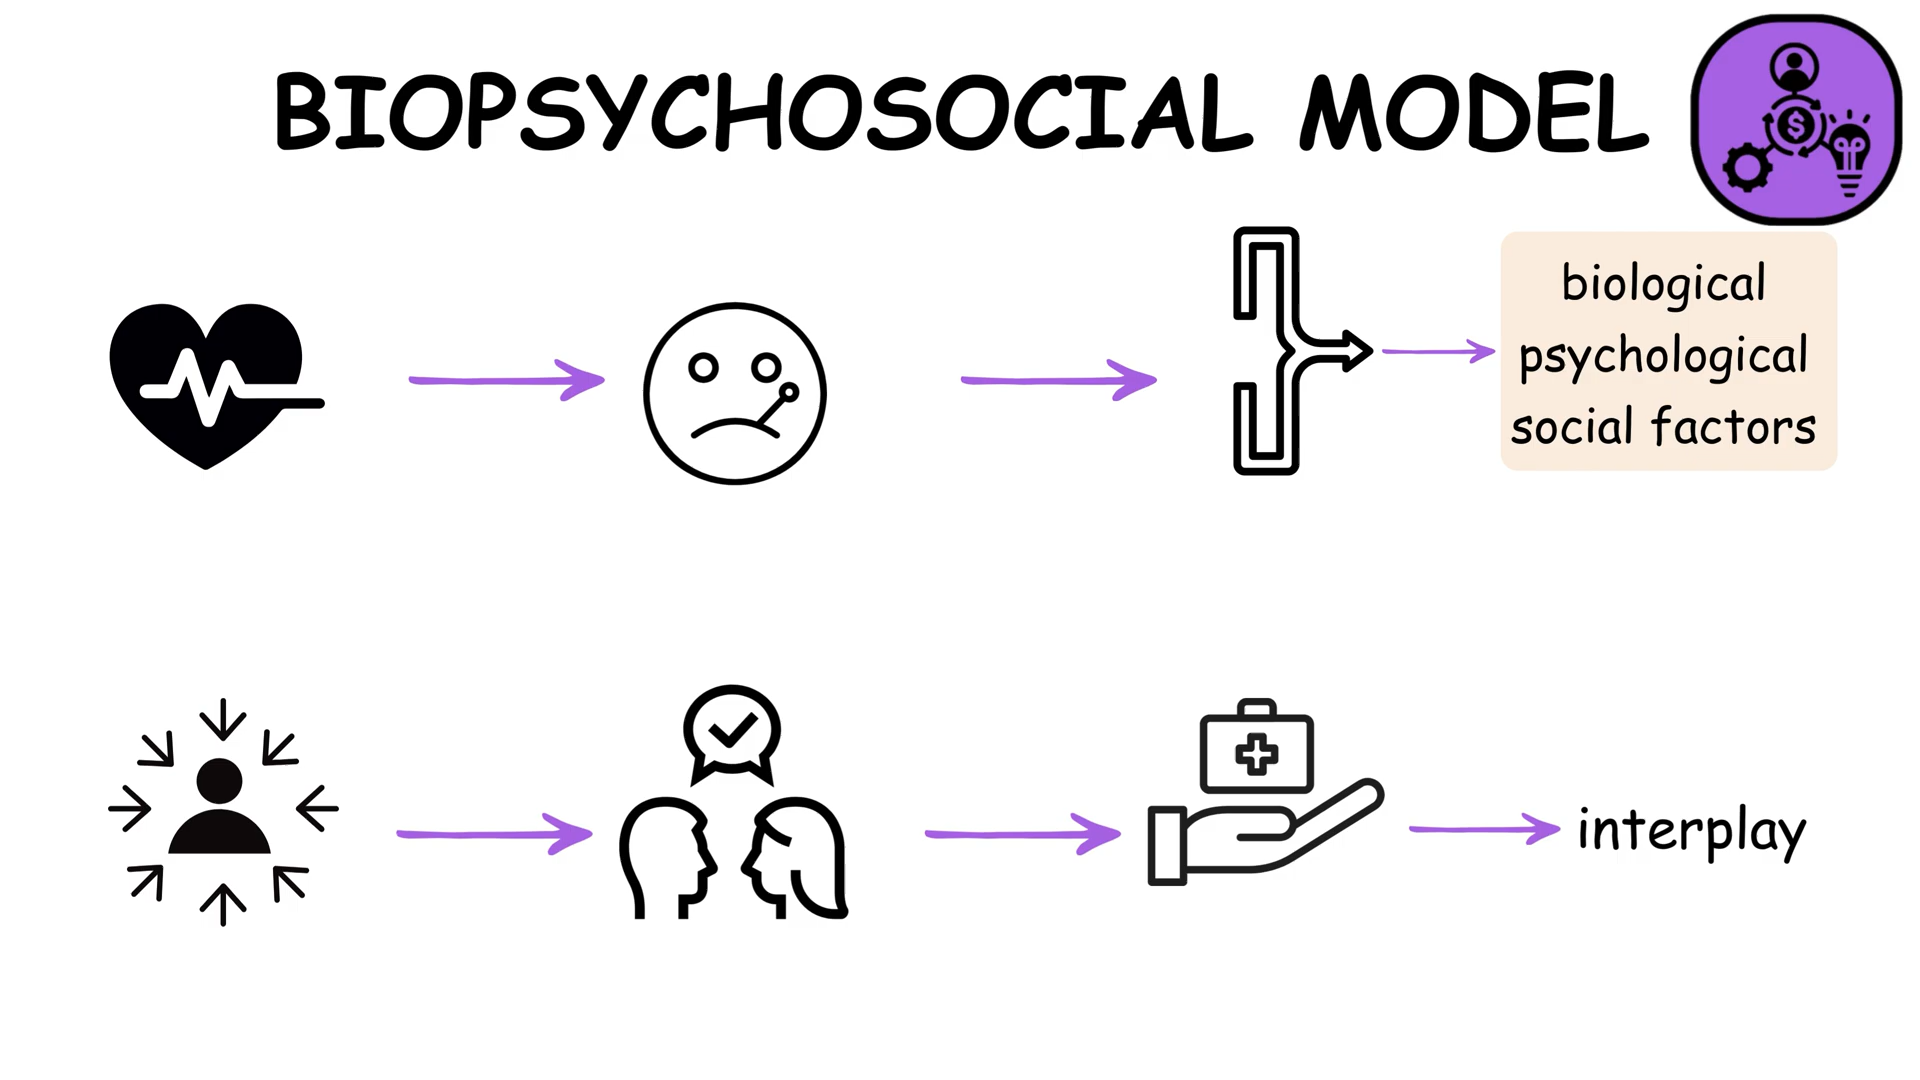 BIOPSYCHOSOCIAL MODEL
biological
psychological
social factors
interplay